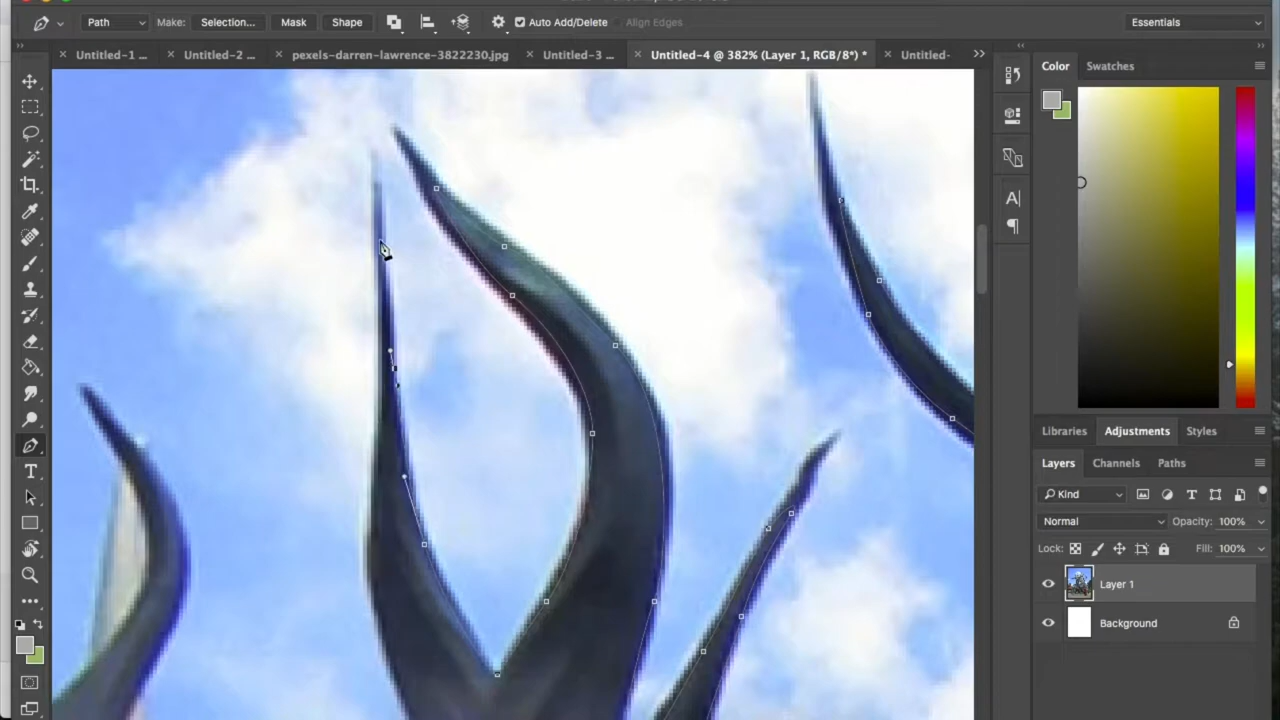 Path Make: Selection... Mask Shape Auto Add/Delete Align Edges Essentials
Untitled-1 ... Untitled-2 ... pexels-darren-lawrence-3822230.jpg Untitled-3 ... Untitled-4 @ 382% (Layer 1, RGB/8*) * Untitled-
Color Swatches
Libraries Adjustments Styles
Layers Channels Paths
Kind
Normal Opacity: 100%
Lock: Fill: 100%
Layer 1
Background